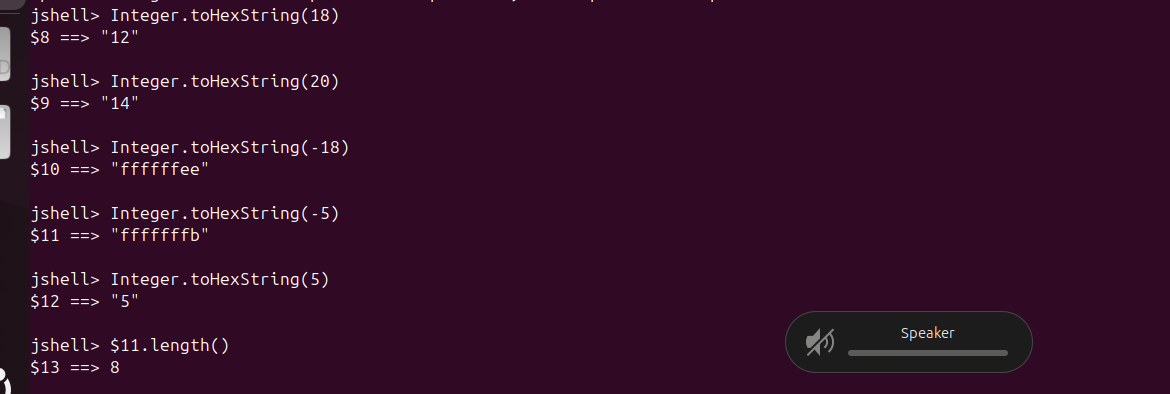 jshell> Integer.toHexString(18)
$8 ==> "12"
jshell> Integer.toHexString(20)
$9 ==> "14"
jshell> Integer.toHexString(-18)
$10 ==> "ffffffee"
jshell> Integer.toHexString(-5)
$11 ==> "fffffffb"
jshell> Integer.toHexString(5)
$12 ==> "5"
Speaker
jshell> $11.length()
$13 ==> 8